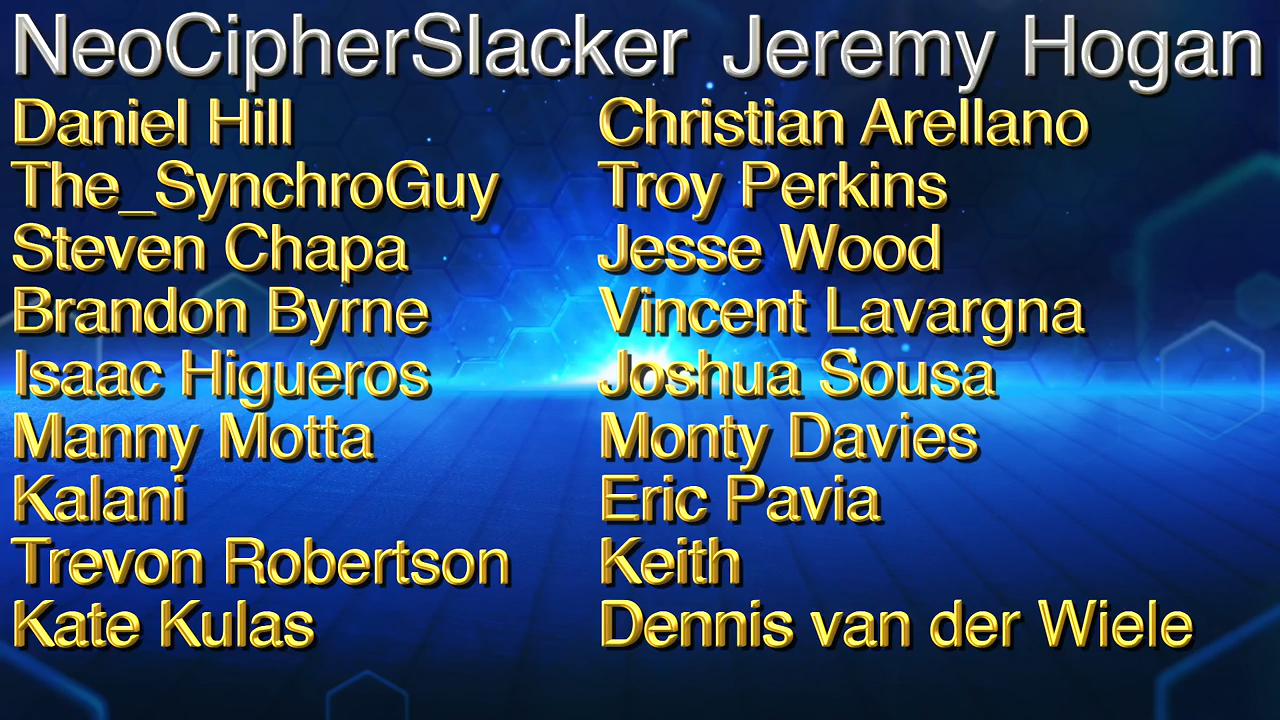 NeoCipherSlacker Jeremy Hogan
Daniel Hill Christian Arellano
The_SynchroGuy Troy Perkins
Steven Chapa Jesse Wood
Brandon Byrne Vincent Lavargna
Isaac Higueros Joshua Sousa
Manny Motta Monty Davies
Kalani Eric Pavia
Trevon Robertson Keith
Kate Kulas Dennis van der Wiele